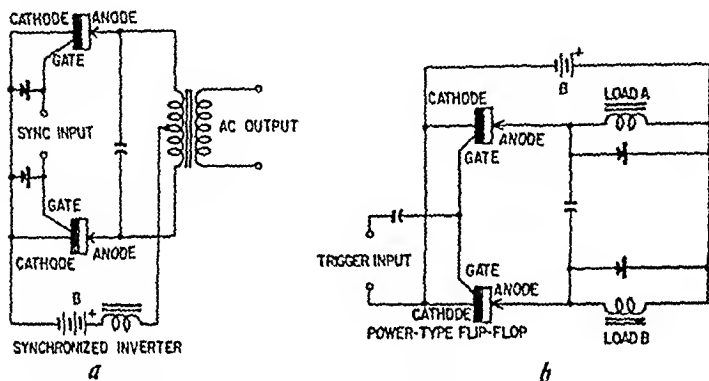 CATHODE
ANODE
GATE
SYNC INPUT
AC OUTPUT
GATE
CATHODE
ANODE
B
+
SYNCHRONIZED INVERTER
a
+
B
LOAD A
CATHODE
ANODE
GATE
TRIGGER INPUT
GATE
ANODE
CATHODE
LOAD B
POWER-TYPE FLIP-FLOP
b